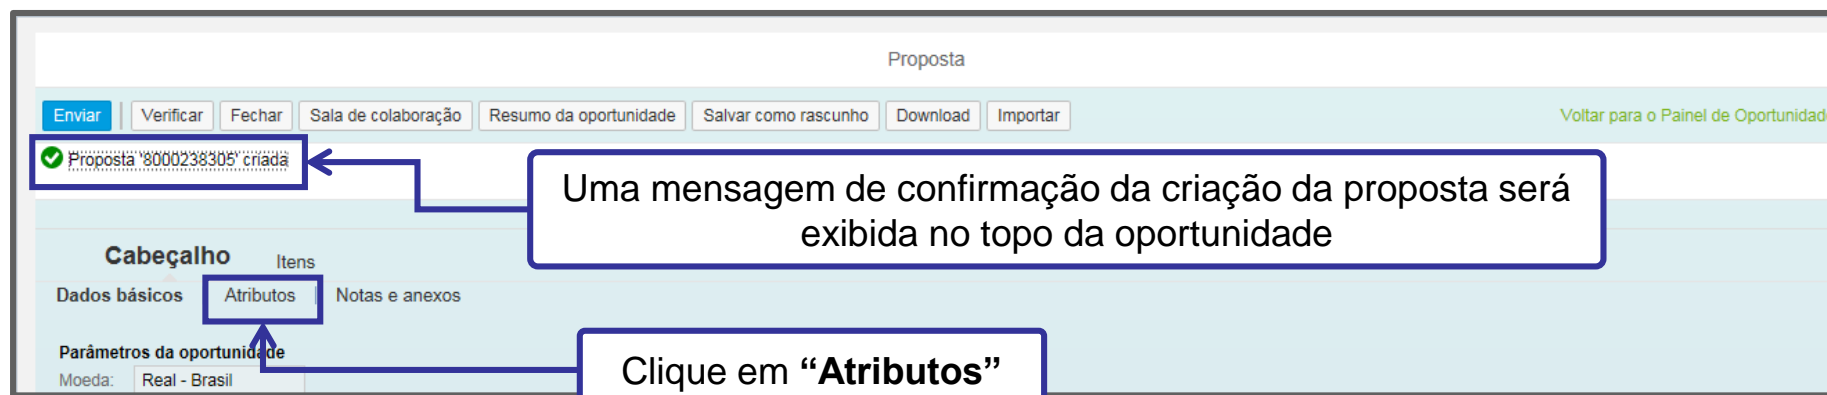 Proposta
Enviar Verificar Fechar Sala de colaboração Resumo da oportunidade Salvar como rascunho Download Importar Voltar para o Painel de Oportunidad
Proposta '8000238305' criada
Uma mensagem de confirmação da criação da proposta será
exibida no topo da oportunidade
Cabeçalho Itens
Dados básicos Atributos | Notas e anexos
Parâmetros da oportunidade
Clique em “Atributos”
Moeda: Real - Brasil